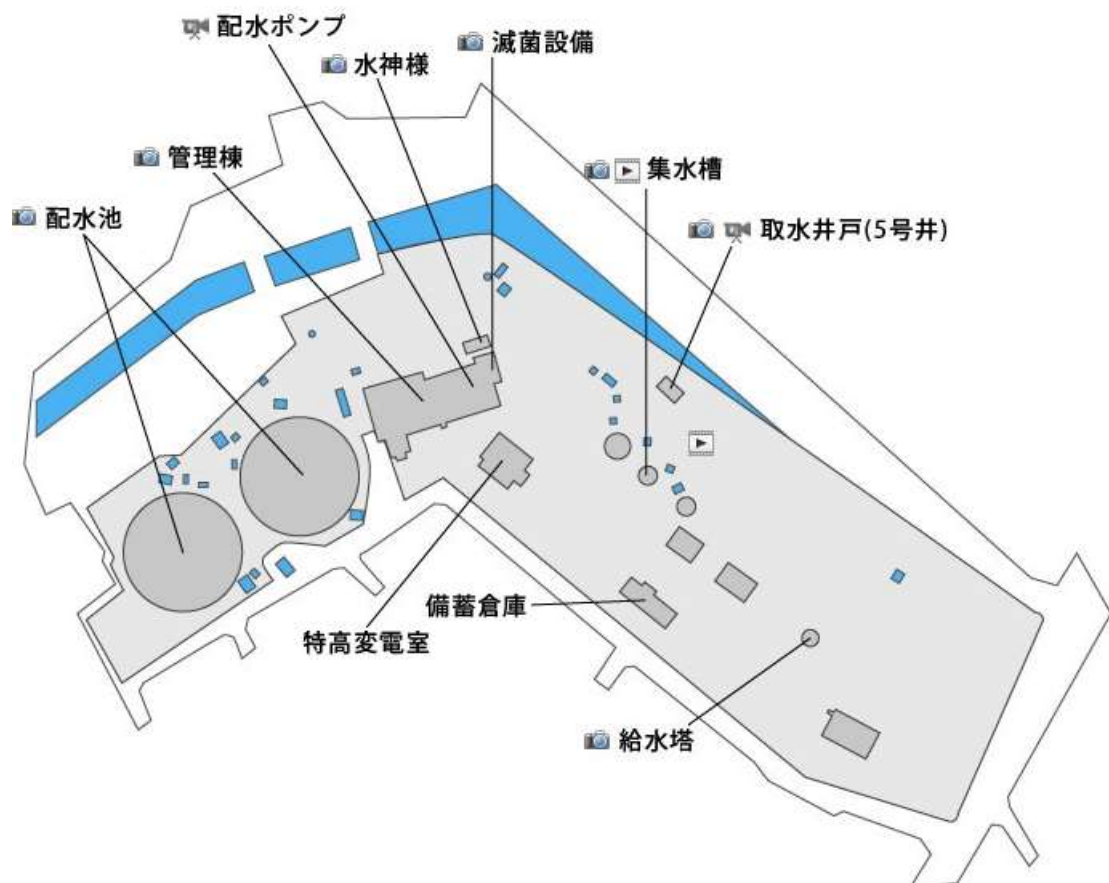 配水ポンプ
滅菌設備
水神様
管理棟
集水槽
配水池
取水井戸(5号井)
備蓄倉庫
特高変電室
給水塔